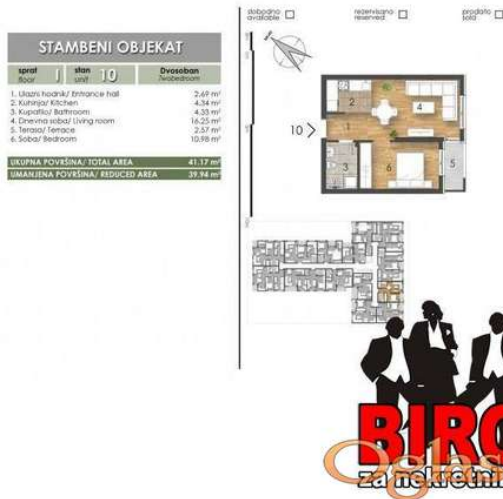 slobodno
available
rezervisano
reserved
prodato
sold
STAMBENI OBJEKAT
sprat
floor
I
stan
unit
10
Dvosoban
Twobedroom
1. Ulazni hodnik/ Entrance hall 2,69 m²
2. Kuhinja/ Kitchen 4,34 m²
3. Kupatilo/ Bathroom 4,33 m²
4. Dnevna soba/ Living room 16,25 m²
5. Terasa/ Terrace 2,57 m²
6. Soba/ Bedroom 10,98 m²
UKUPNA POVRŠINA/ TOTAL AREA 41.17 m²
UMANJENA POVRŠINA/ REDUCED AREA 39.94 m²
2
4
10
1
3
6
5
BIRO
Oglas
za nekretnin